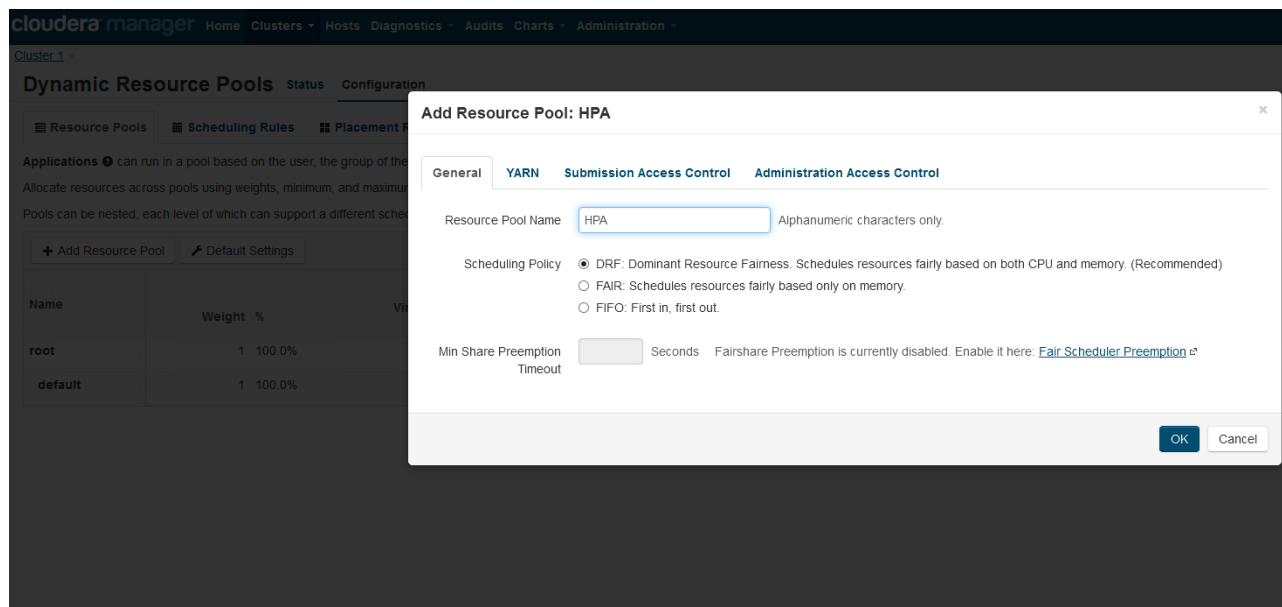 cloudera manager Home Clusters Hosts Diagnostics Audits Charts Administration
Cluster 1
Dynamic Resource Pools Status Configuration
Resource Pools Scheduling Rules Placement R
Applications can run in a pool based on the user, the group of the
Allocate resources across pools using weights, minimum, and maximu
Pools can be nested, each level of which can support a different sched
+ Add Resource Pool Default Settings
Name Weight % Vi
root 1 100.0%
default 1 100.0%
Add Resource Pool: HPA ×
General YARN Submission Access Control Administration Access Control
Resource Pool Name HPA Alphanumeric characters only.
Scheduling Policy DRF: Dominant Resource Fairness. Schedules resources fairly based on both CPU and memory. (Recommended)
FAIR: Schedules resources fairly based only on memory.
FIFO: First in, first out.
Min Share Preemption Timeout Seconds Fairshare Preemption is currently disabled. Enable it here: Fair Scheduler Preemption
OK Cancel